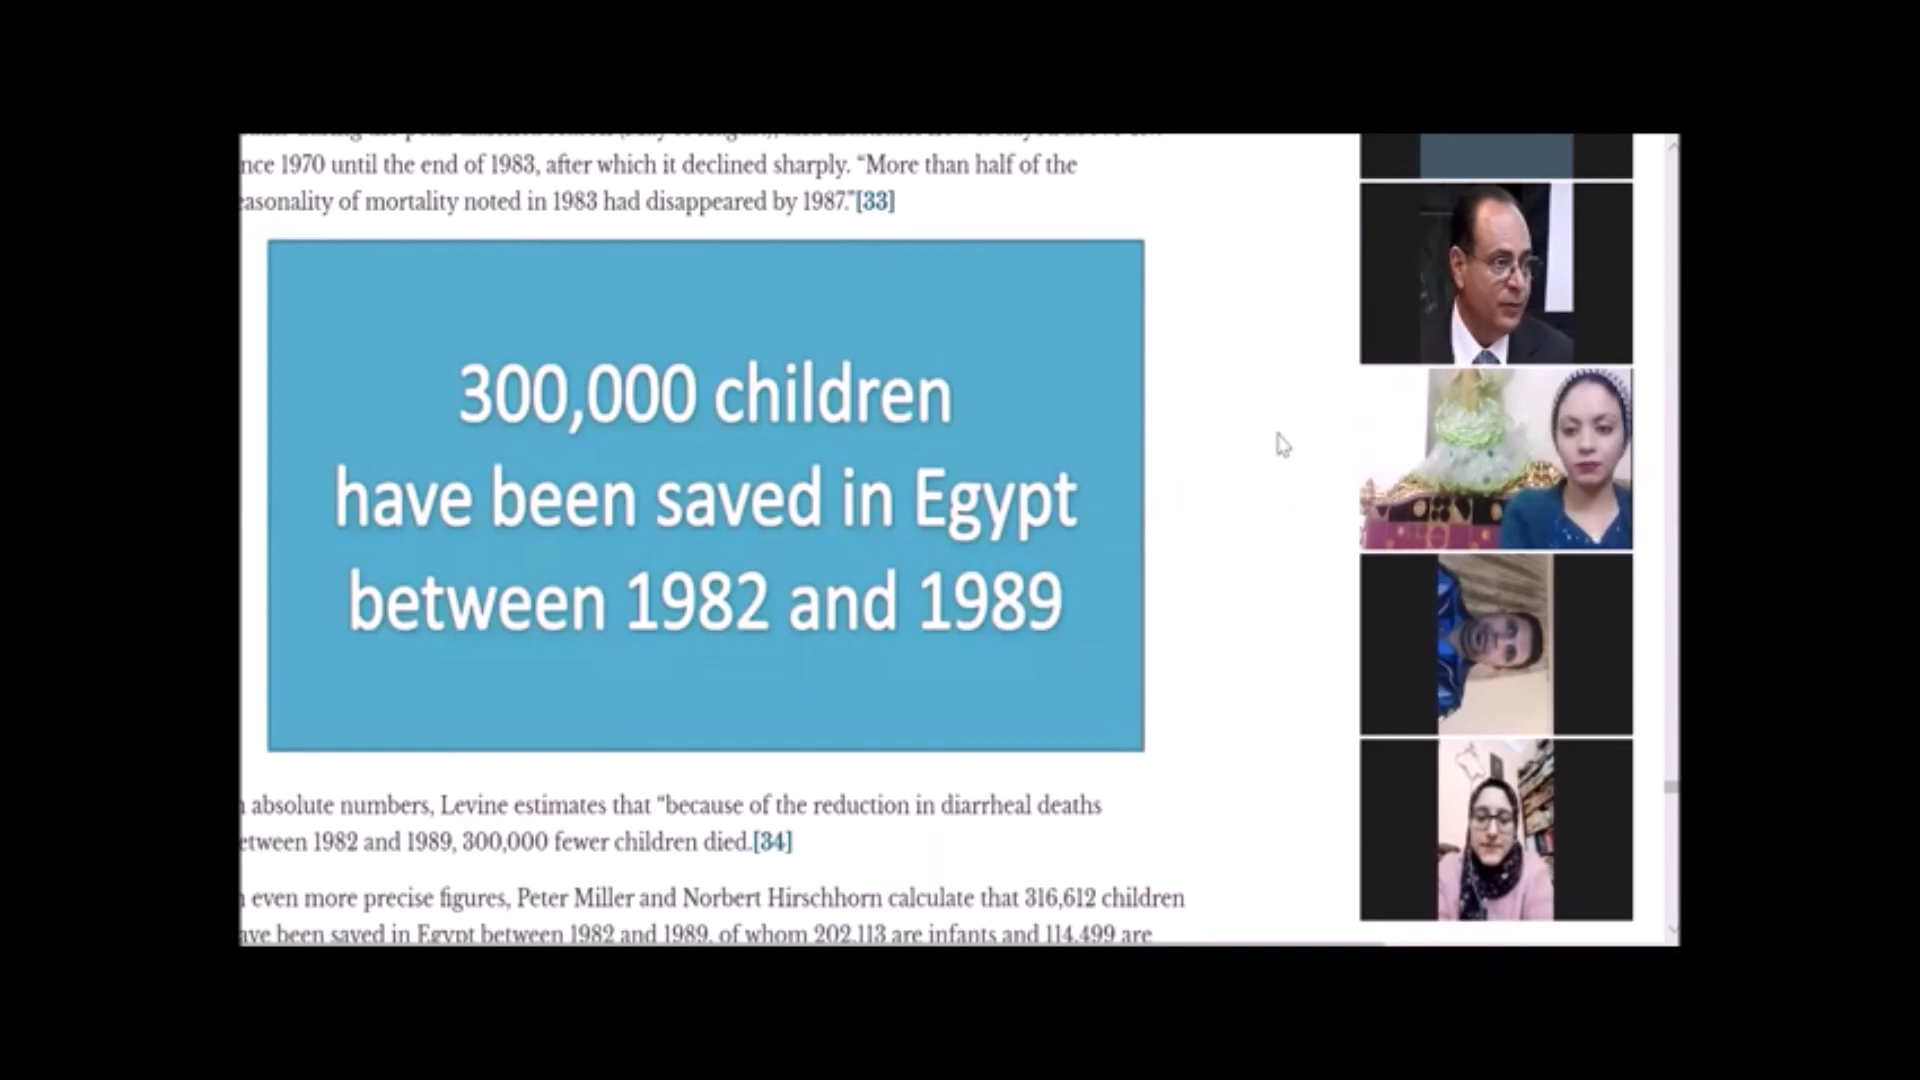 nce 1970 until the end of 1983, after which it declined sharply. “More than half of the
easonality of mortality noted in 1983 had disappeared by 1987.”[33]
300,000 children
have been saved in Egypt
between 1982 and 1989
absolute numbers, Levine estimates that “because of the reduction in diarrheal deaths
etween 1982 and 1989, 300,000 fewer children died.[34]
even more precise figures, Peter Miller and Norbert Hirschhorn calculate that 316,612 children
ave been saved in Egypt between 1982 and 1989, of whom 202,113 are infants and 114,499 are